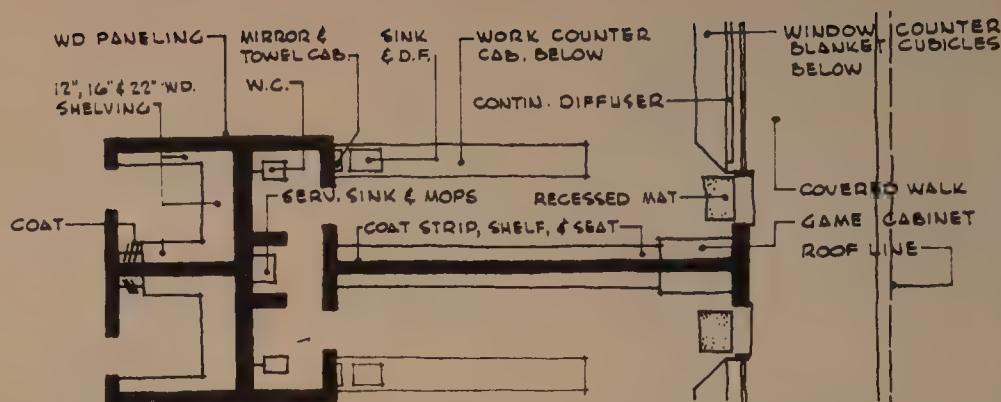 WD PANELING
MIRROR &
TOWEL CAB.
SINK
& D.F.
WORK COUNTER
CAB. BELOW
WINDOW
BLANKET
BELOW
COUNTER
CUBICLES
12", 16" & 22" WD.
SHELVING
W.C.
CONTIN. DIFFUSER
SERV. SINK & MOPS
RECESSED MAT
COVERED WALK
COAT
COAT STRIP, SHELF, & SEAT
GAME CABINET
ROOF LINE